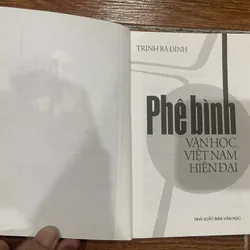 TRỊNH BÁ ĐĨNH
Phê bình
VĂN HỌC
VIỆT NAM
HIỆN ĐẠI
NHÀ XUẤT BẢN VĂN HỌC